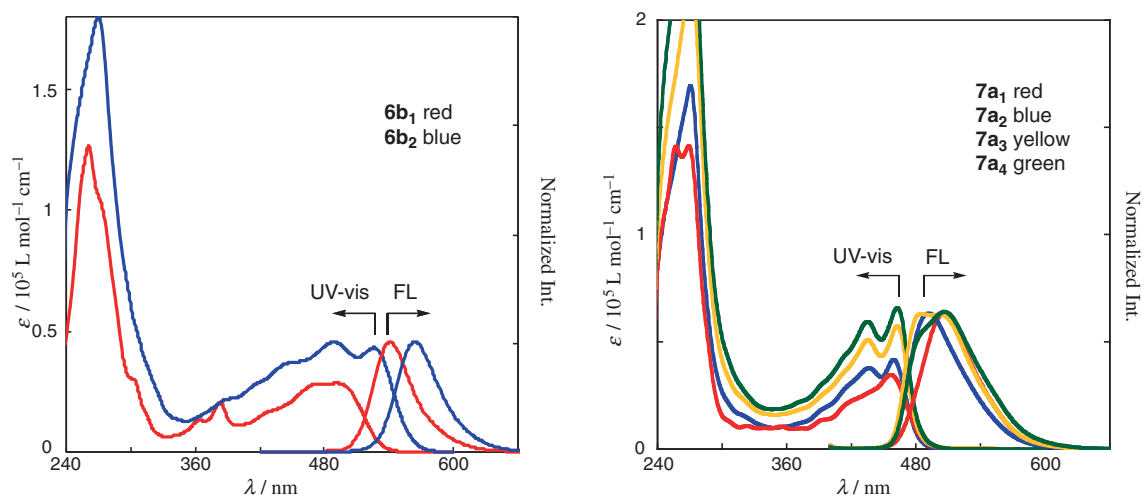 1.5
1
0.5
0
240
360
480
600
λ / nm
ε / 10⁵ L mol⁻¹ cm⁻¹
Normalized Int.
6b₁ red
6b₂ blue
UV-vis
FL
2
1
0
240
360
480
600
λ / nm
ε / 10⁵ L mol⁻¹ cm⁻¹
Normalized Int.
7a₁ red
7a₂ blue
7a₃ yellow
7a₄ green
UV-vis
FL